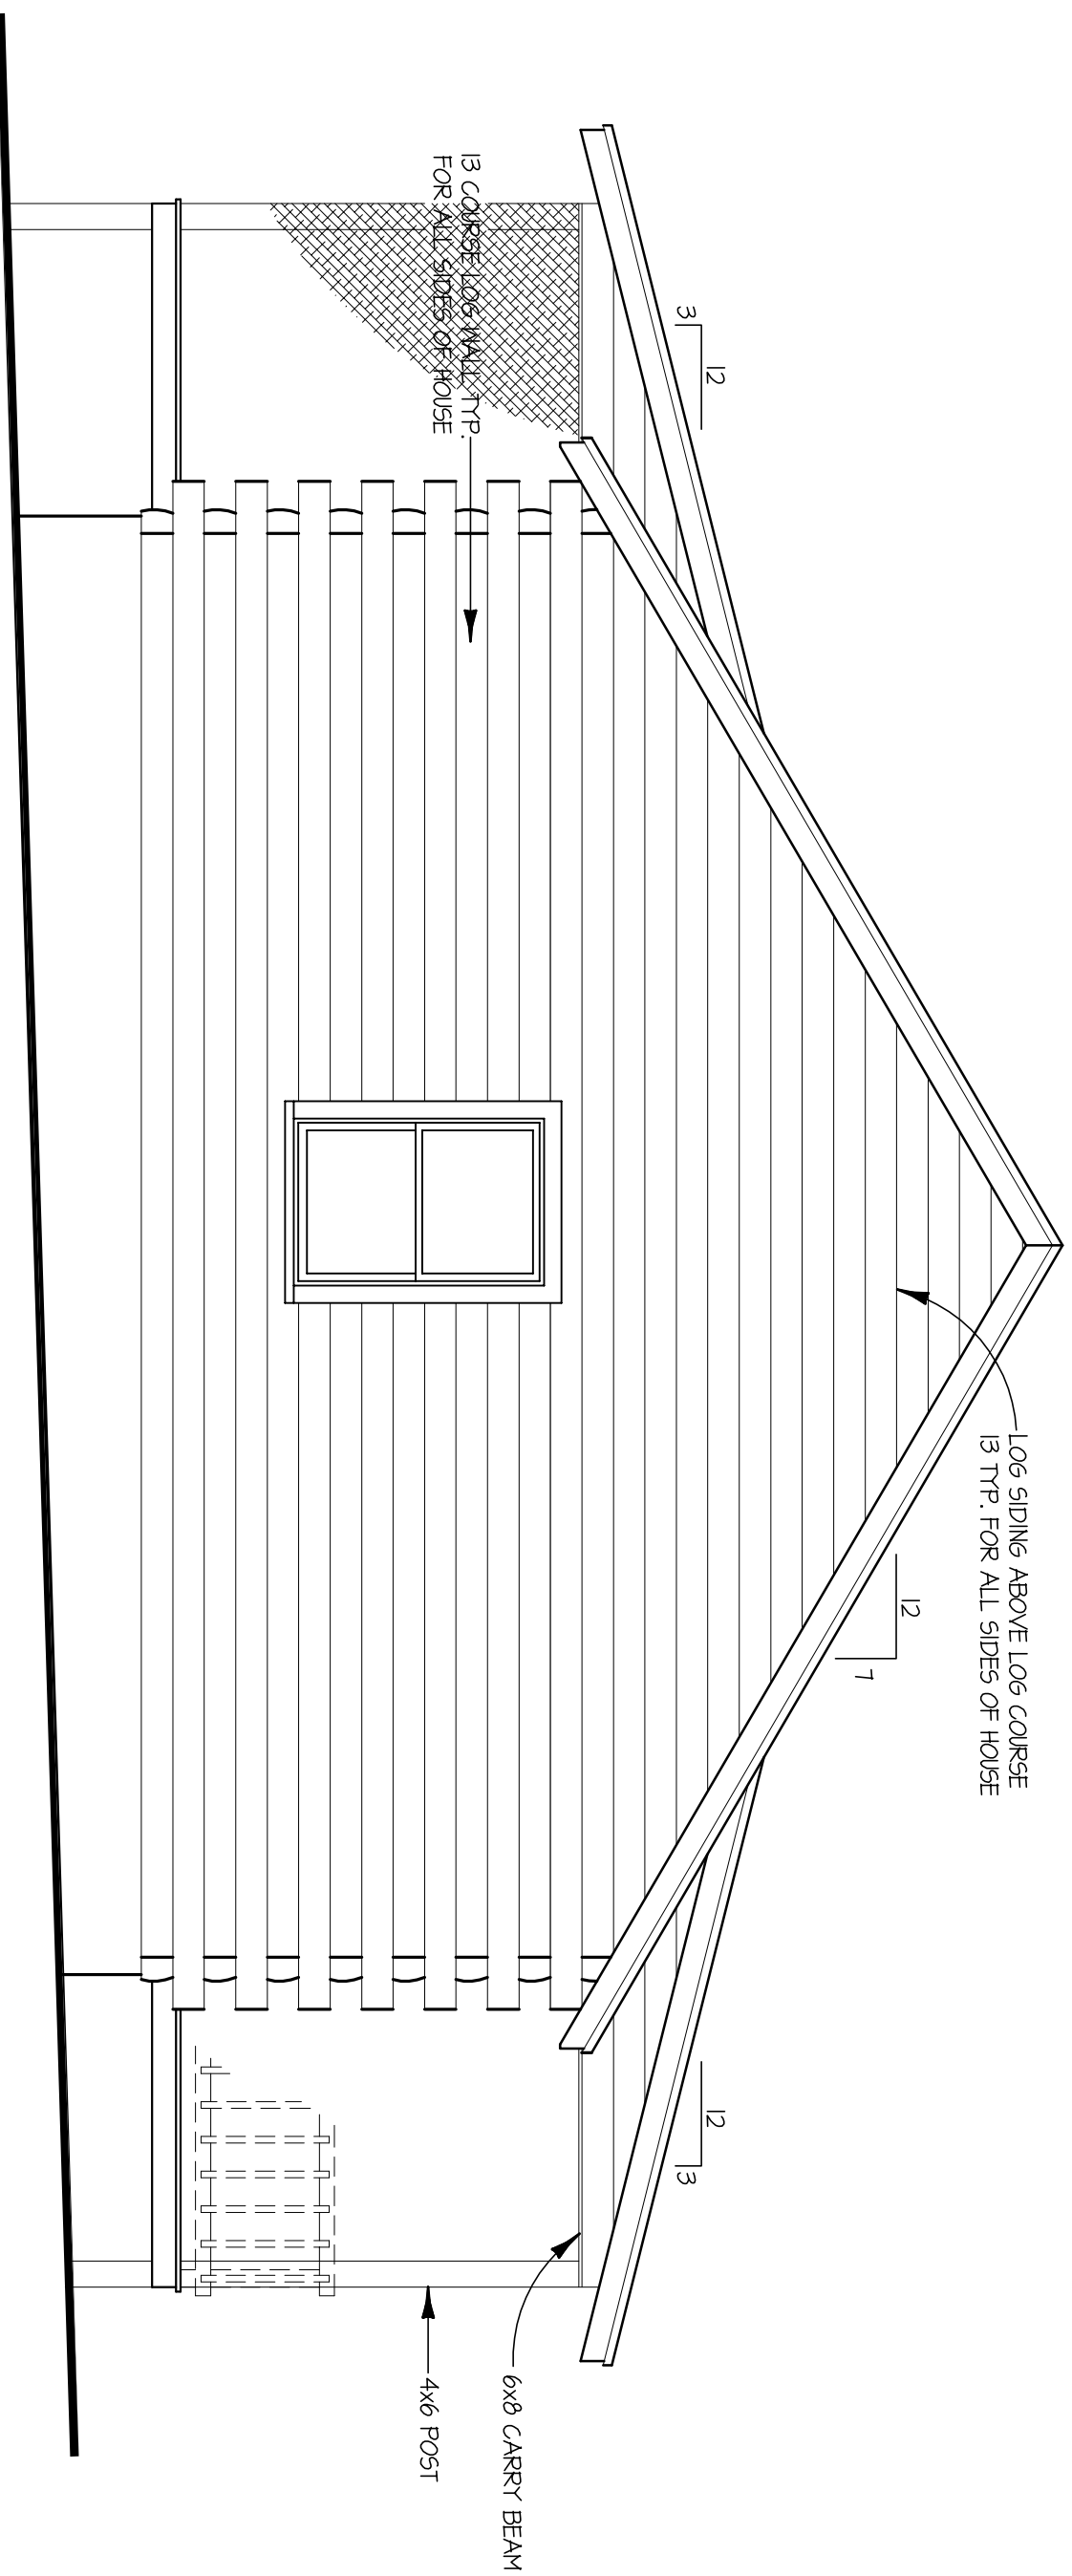 LOG SIDING ABOVE LOG COURSE
13 TYP. FOR ALL SIDES OF HOUSE
12
7
12
3
12
3
13 COURSE LOG WALL TYP.
FOR ALL SIDES OF HOUSE
6x8 CARRY BEAM
4x6 POST